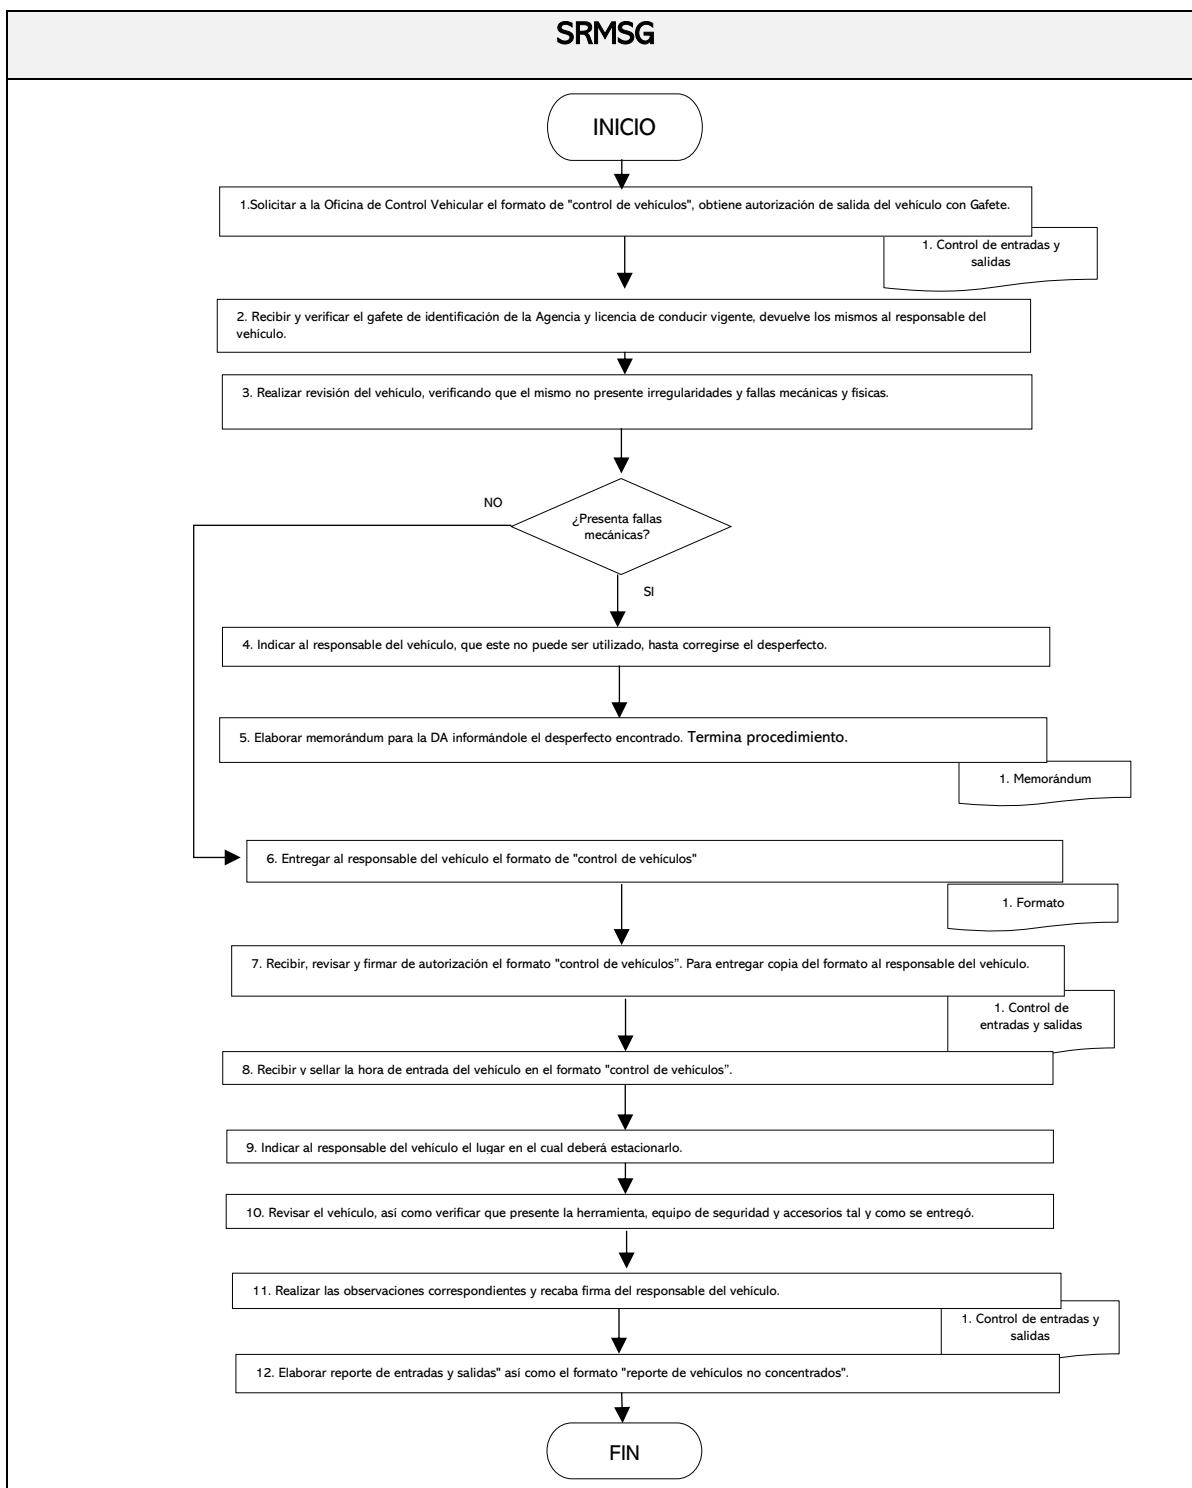 SRMSG
INICIO
1.Solicitar a la Oficina de Control Vehicular el formato de "control de vehículos", obtiene autorización de salida del vehículo con Gafete.
1. Control de entradas y
salidas
2. Recibir y verificar el gafete de identificación de la Agencia y licencia de conducir vigente, devuelve los mismos al responsable del
vehículo.
3. Realizar revisión del vehículo, verificando que el mismo no presente irregularidades y fallas mecánicas y físicas.
NO
¿Presenta fallas
mecánicas?
SI
4. Indicar al responsable del vehículo, que este no puede ser utilizado, hasta corregirse el desperfecto.
5. Elaborar memorándum para la DA informándole el desperfecto encontrado. Termina procedimiento.
1. Memorándum
6. Entregar al responsable del vehículo el formato de "control de vehículos"
1. Formato
7. Recibir, revisar y firmar de autorización el formato "control de vehículos”. Para entregar copia del formato al responsable del vehículo.
1. Control de
entradas y salidas
8. Recibir y sellar la hora de entrada del vehículo en el formato "control de vehículos”.
9. Indicar al responsable del vehículo el lugar en el cual deberá estacionarlo.
10. Revisar el vehículo, así como verificar que presente la herramienta, equipo de seguridad y accesorios tal y como se entregó.
11. Realizar las observaciones correspondientes y recaba firma del responsable del vehículo.
1. Control de entradas y
salidas
12. Elaborar reporte de entradas y salidas" así como el formato "reporte de vehículos no concentrados".
FIN